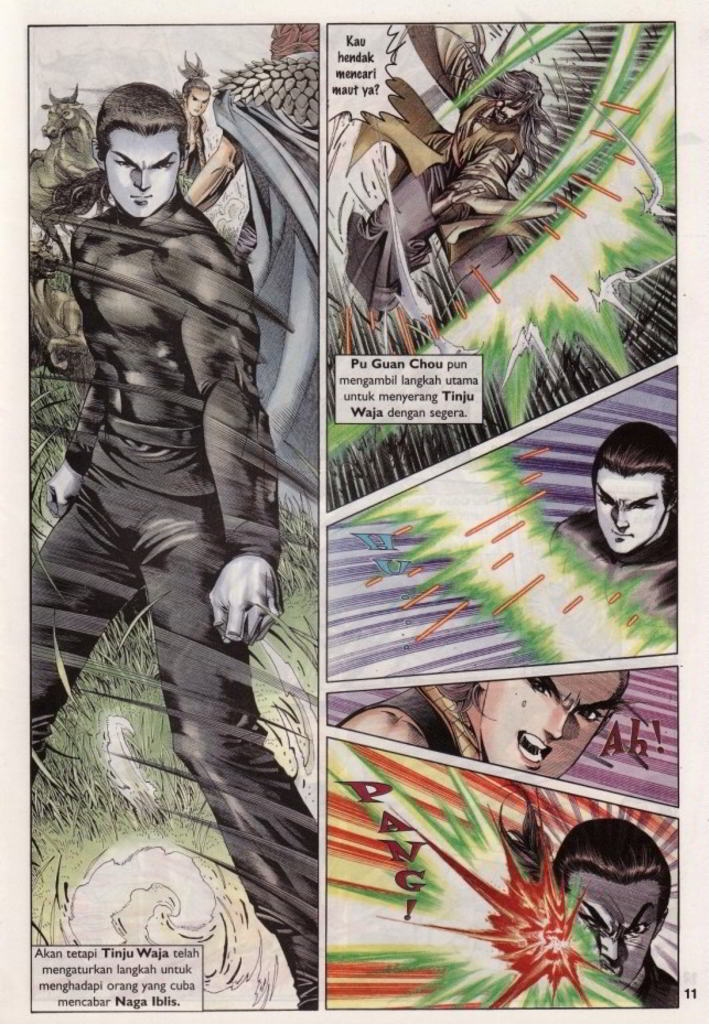 Akan tetapi Tinju Waja telah
mengaturkan langkah untuk
menghadapi orang yang cuba
mencabar Naga Iblis.
Kau
hendak
mencari
maut ya?
Pu Guan Chou pun
mengambil langkah utama
untuk menyerang Tinju
Waja dengan segera.
HU...
Ah!
PANG!
11